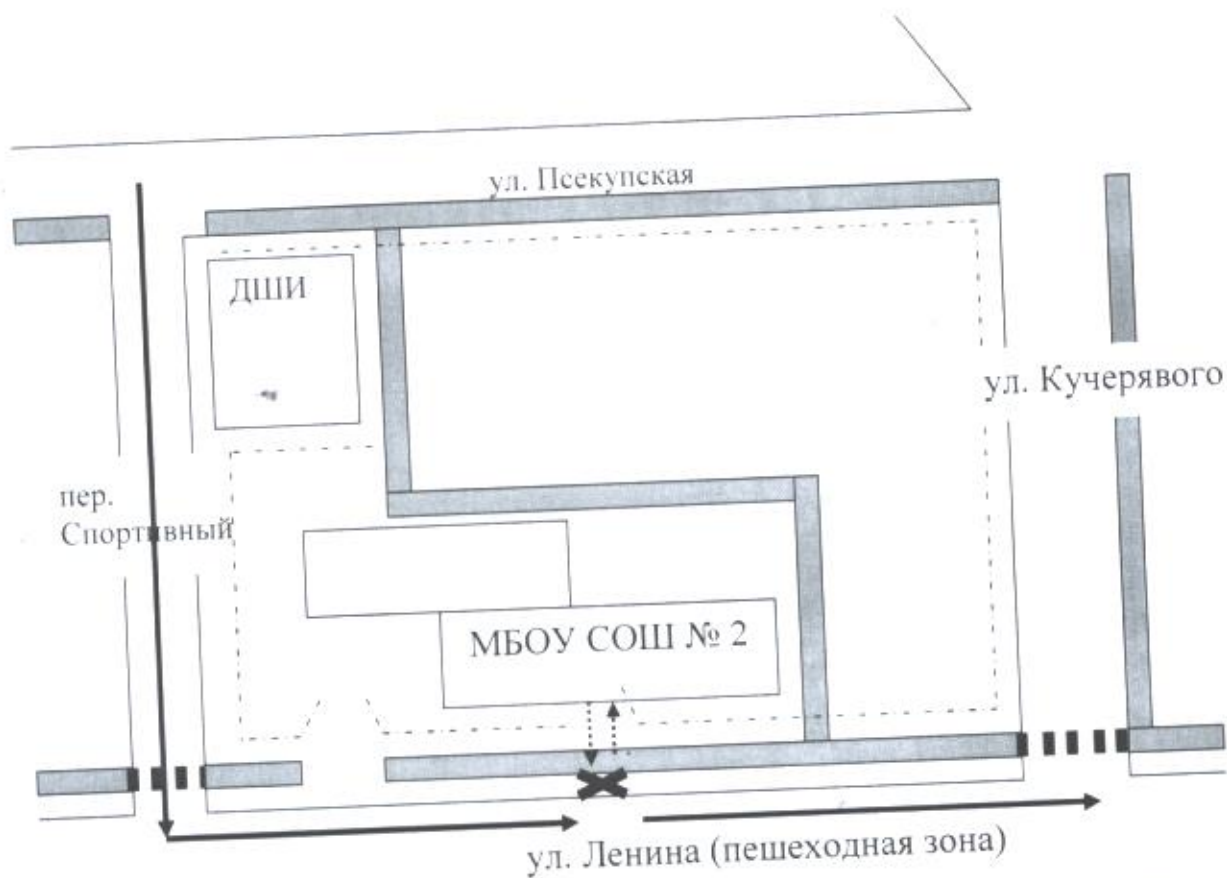 ул. Псекупская
ДШИ
ул. Кучерявого
пер.
Спортивный
МБОУ СОШ № 2
ул. Ленина (пешеходная зона)